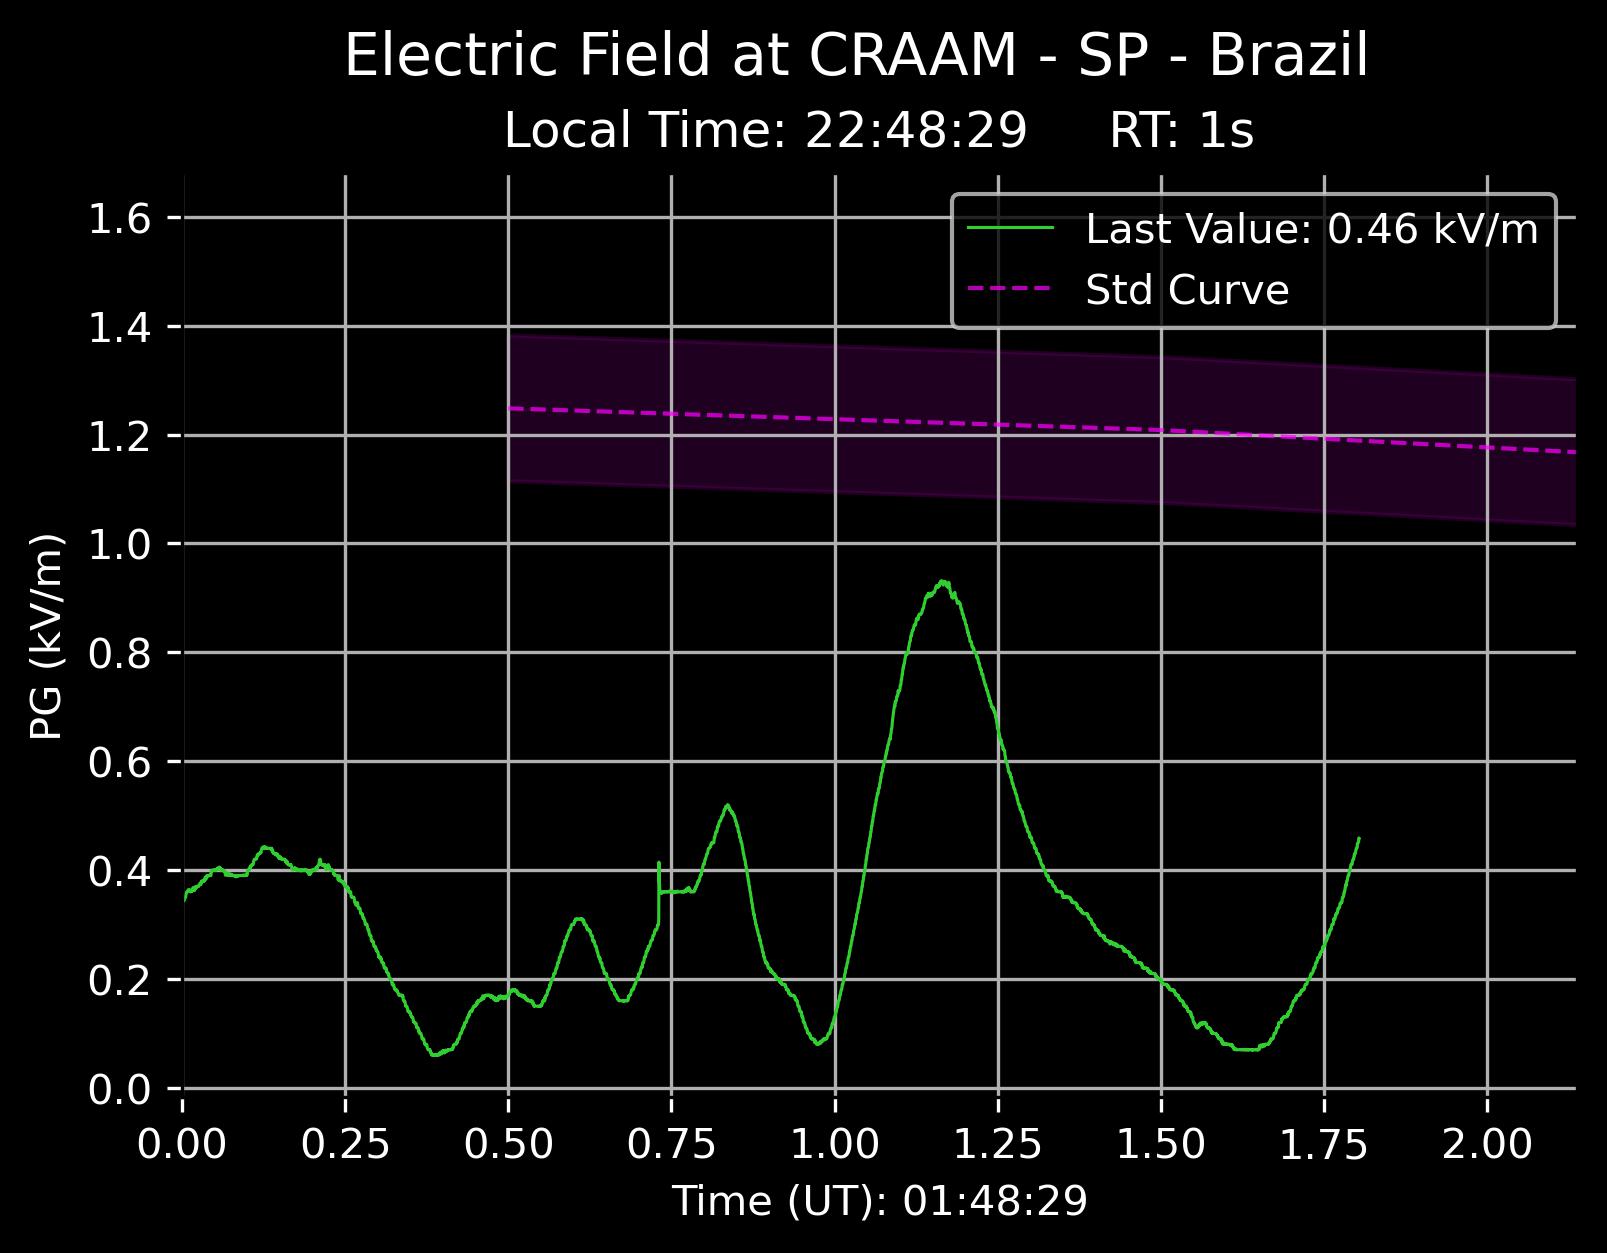 Electric Field at CRAAM - SP - Brazil
Local Time: 22:48:29 RT: 1s
Last Value: 0.46 kV/m
Std Curve
PG (kV/m)
1.6
1.4
1.2
1.0
0.8
0.6
0.4
0.2
0.0
0.00 0.25 0.50 0.75 1.00 1.25 1.50 1.75 2.00
Time (UT): 01:48:29